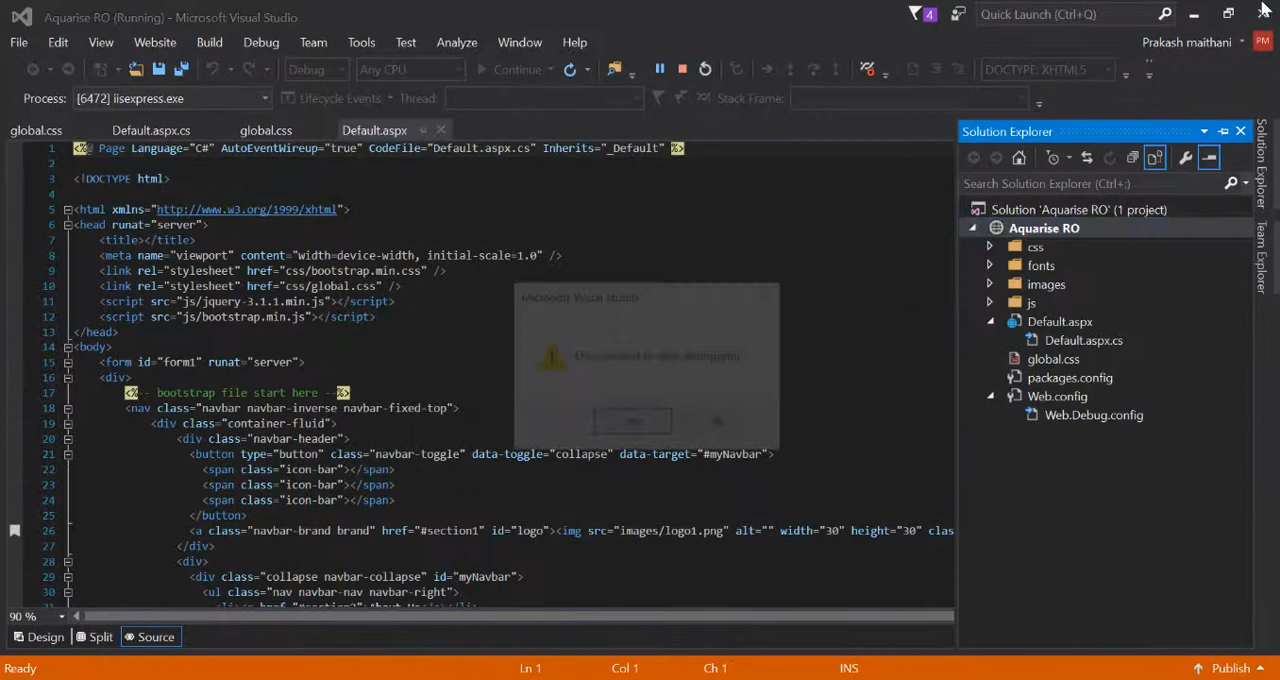 Aquarise RO (Running) - Microsoft Visual Studio
4
Quick Launch (Ctrl+Q)
File Edit View Website Build Debug Team Tools Test Analyze Window Help
Prakash maithani
PM
Debug Any CPU Continue DOCTYPE: XHTML5
Process: [6472] iisexpress.exe Lifecycle Events Thread: Stack Frame:
global.css Default.aspx.cs global.css Default.aspx
1 <%@ Page Language="C#" AutoEventWireup="true" CodeFile="Default.aspx.cs" Inherits="_Default" %>
2
3 <!DOCTYPE html>
4
5 <html xmlns="http://www.w3.org/1999/xhtml">
6 <head runat="server">
7 <title></title>
8 <meta name="viewport" content="width=device-width, initial-scale=1.0" />
9 <link rel="stylesheet" href="css/bootstrap.min.css" />
10 <link rel="stylesheet" href="css/global.css" />
11 <script src="js/jquery-3.1.1.min.js"></script>
12 <script src="js/bootstrap.min.js"></script>
13 </head>
14 <body>
15 <form id="form1" runat="server">
16 <div>
17 <%-- bootstrap file start here --%>
18 <nav class="navbar navbar-inverse navbar-fixed-top">
19 <div class="container-fluid">
20 <div class="navbar-header">
21 <button type="button" class="navbar-toggle" data-toggle="collapse" data-target="#myNavbar">
22 <span class="icon-bar"></span>
23 <span class="icon-bar"></span>
24 <span class="icon-bar"></span>
25 </button>
26 <a class="navbar-brand brand" href="#section1" id="logo"><img src="images/logo1.png" alt="" width="30" height="30" clas
27 </div>
28 <div>
29 <div class="collapse navbar-collapse" id="myNavbar">
30 <ul class="nav navbar-nav navbar-right">
Microsoft Visual Studio
Do you want to stop debugging?
90 %
Design Split Source
Solution Explorer
Search Solution Explorer (Ctrl+;)
Solution 'Aquarise RO' (1 project)
Aquarise RO
css
fonts
images
js
Default.aspx
Default.aspx.cs
global.css
packages.config
Web.config
Web.Debug.config
Solution Explorer
Team Explorer
Ready Ln 1 Col 1 Ch 1 INS Publish